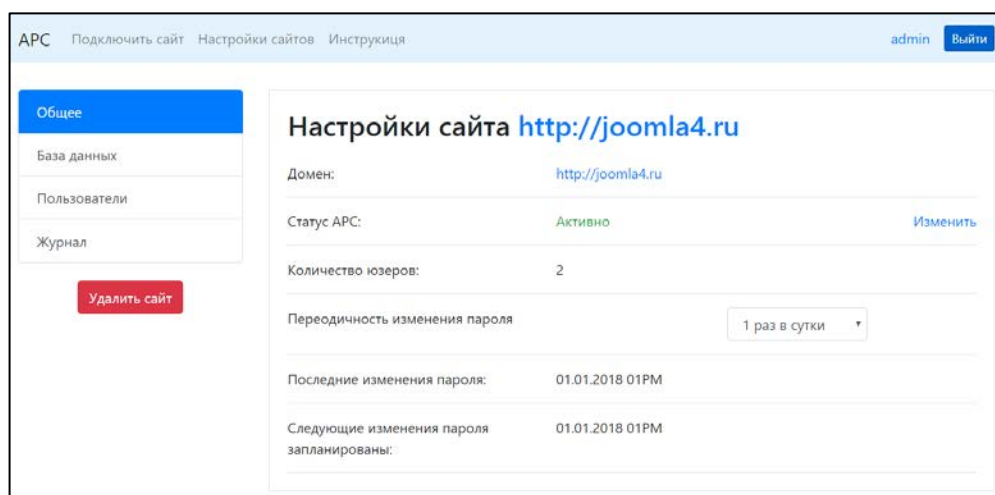 APC Подключить сайт Настройки сайтов Инструкиця admin Выйти
Общее
База данных
Пользователи
Журнал
Удалить сайт
Настройки сайта http://joomla4.ru
Домен: http://joomla4.ru
Статус APC: Активно Изменить
Количество юзеров: 2
Переодичность изменения пароля 1 раз в сутки
Последние изменения пароля: 01.01.2018 01PM
Следующие изменения пароля 01.01.2018 01PM
запланированы: